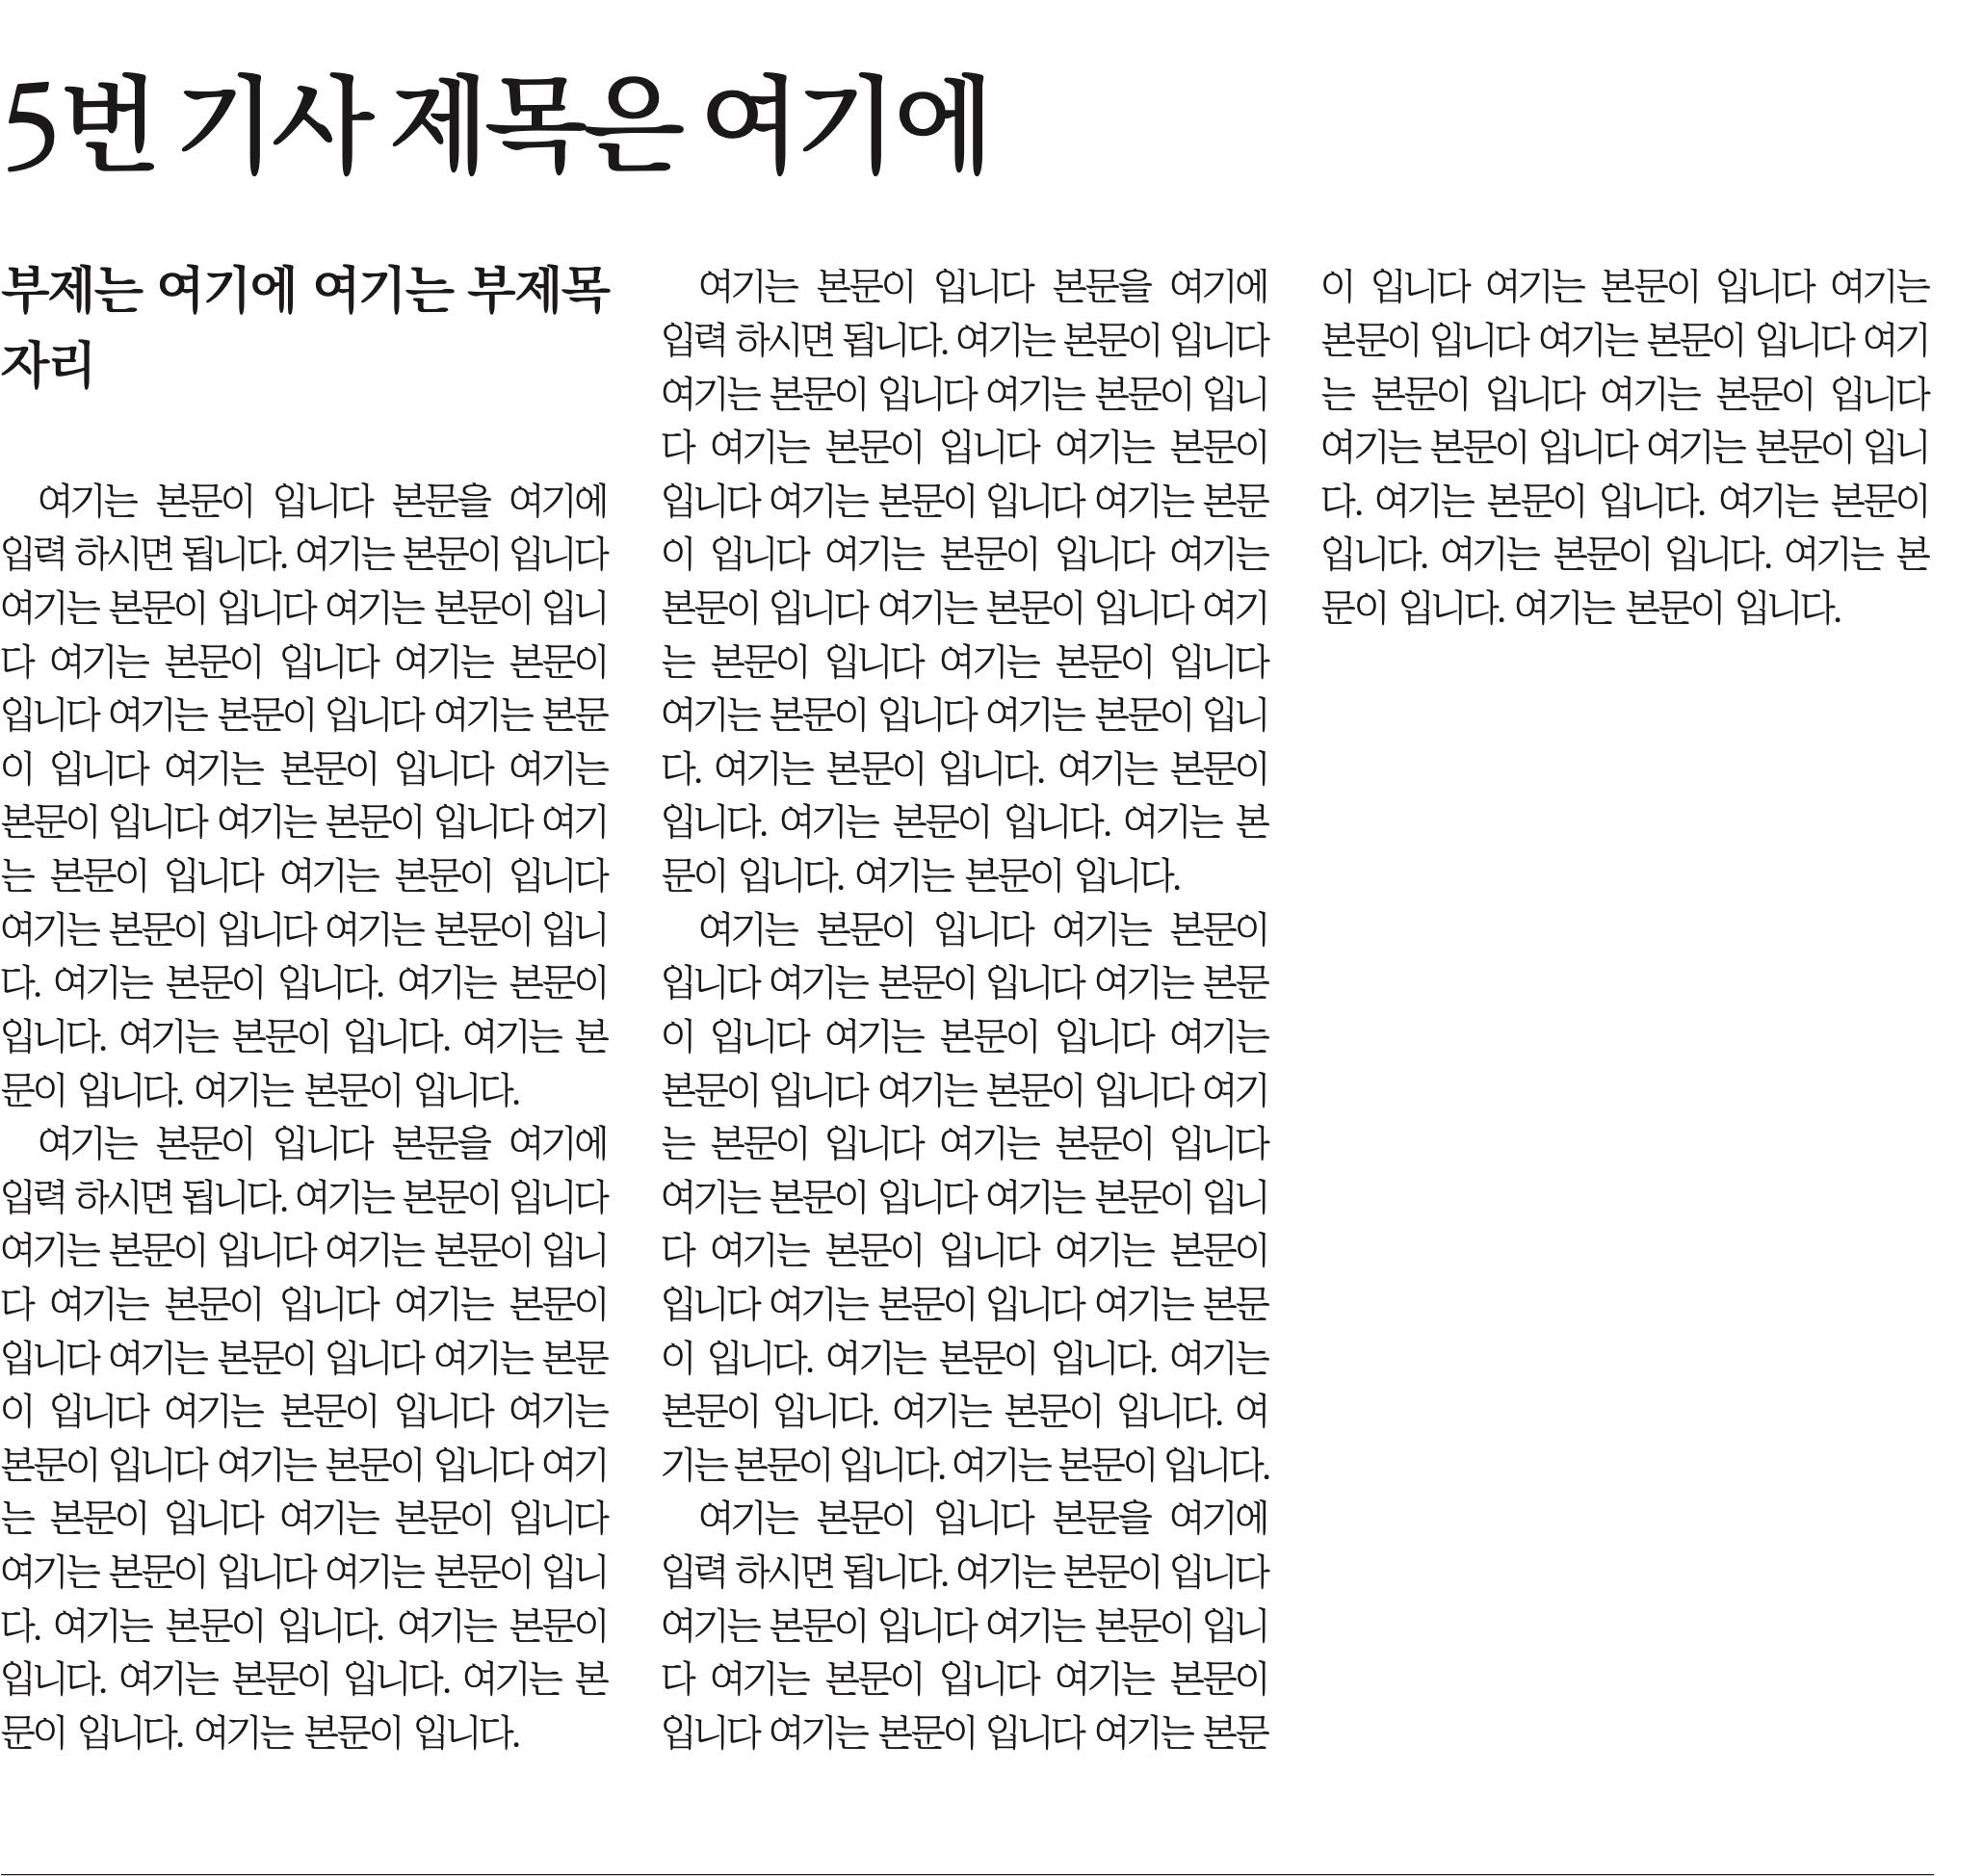 5번 기사 제목은 여기에
부제는 여기에 여기는 부제목
자리
여기는 본문이 입니다 본문을 여기에
입력 하시면 됩니다. 여기는 본문이 입니다
여기는 본문이 입니다 여기는 본문이 입니
다 여기는 본문이 입니다 여기는 본문이
입니다 여기는 본문이 입니다 여기는 본문
이 입니다 여기는 본문이 입니다 여기는
본문이 입니다 여기는 본문이 입니다 여기
는 본문이 입니다 여기는 본문이 입니다
여기는 본문이 입니다 여기는 본문이 입니
다. 여기는 본문이 입니다. 여기는 본문이
입니다. 여기는 본문이 입니다. 여기는 본
문이 입니다. 여기는 본문이 입니다.
여기는 본문이 입니다 본문을 여기에
입력 하시면 됩니다. 여기는 본문이 입니다
여기는 본문이 입니다 여기는 본문이 입니
다 여기는 본문이 입니다 여기는 본문이
입니다 여기는 본문이 입니다 여기는 본문
이 입니다 여기는 본문이 입니다 여기는
본문이 입니다 여기는 본문이 입니다 여기
는 본문이 입니다 여기는 본문이 입니다
여기는 본문이 입니다 여기는 본문이 입니
다. 여기는 본문이 입니다. 여기는 본문이
입니다. 여기는 본문이 입니다. 여기는 본
문이 입니다. 여기는 본문이 입니다.
여기는 본문이 입니다 본문을 여기에
입력 하시면 됩니다. 여기는 본문이 입니다
여기는 본문이 입니다 여기는 본문이 입니
다 여기는 본문이 입니다 여기는 본문이
입니다 여기는 본문이 입니다 여기는 본문
이 입니다 여기는 본문이 입니다 여기는
본문이 입니다 여기는 본문이 입니다 여기
는 본문이 입니다 여기는 본문이 입니다
여기는 본문이 입니다 여기는 본문이 입니
다. 여기는 본문이 입니다. 여기는 본문이
입니다. 여기는 본문이 입니다. 여기는 본
문이 입니다. 여기는 본문이 입니다.
여기는 본문이 입니다 여기는 본문이
입니다 여기는 본문이 입니다 여기는 본문
이 입니다 여기는 본문이 입니다 여기는
본문이 입니다 여기는 본문이 입니다 여기
는 본문이 입니다 여기는 본문이 입니다
여기는 본문이 입니다 여기는 본문이 입니
다 여기는 본문이 입니다 여기는 본문이
입니다 여기는 본문이 입니다 여기는 본문
이 입니다. 여기는 본문이 입니다. 여기는
본문이 입니다. 여기는 본문이 입니다. 여
기는 본문이 입니다. 여기는 본문이 입니다.
여기는 본문이 입니다 본문을 여기에
입력 하시면 됩니다. 여기는 본문이 입니다
여기는 본문이 입니다 여기는 본문이 입니
다 여기는 본문이 입니다 여기는 본문이
입니다 여기는 본문이 입니다 여기는 본문
이 입니다 여기는 본문이 입니다 여기는
본문이 입니다 여기는 본문이 입니다 여기
는 본문이 입니다 여기는 본문이 입니다
여기는 본문이 입니다 여기는 본문이 입니
다. 여기는 본문이 입니다. 여기는 본문이
입니다. 여기는 본문이 입니다. 여기는 본
문이 입니다. 여기는 본문이 입니다.